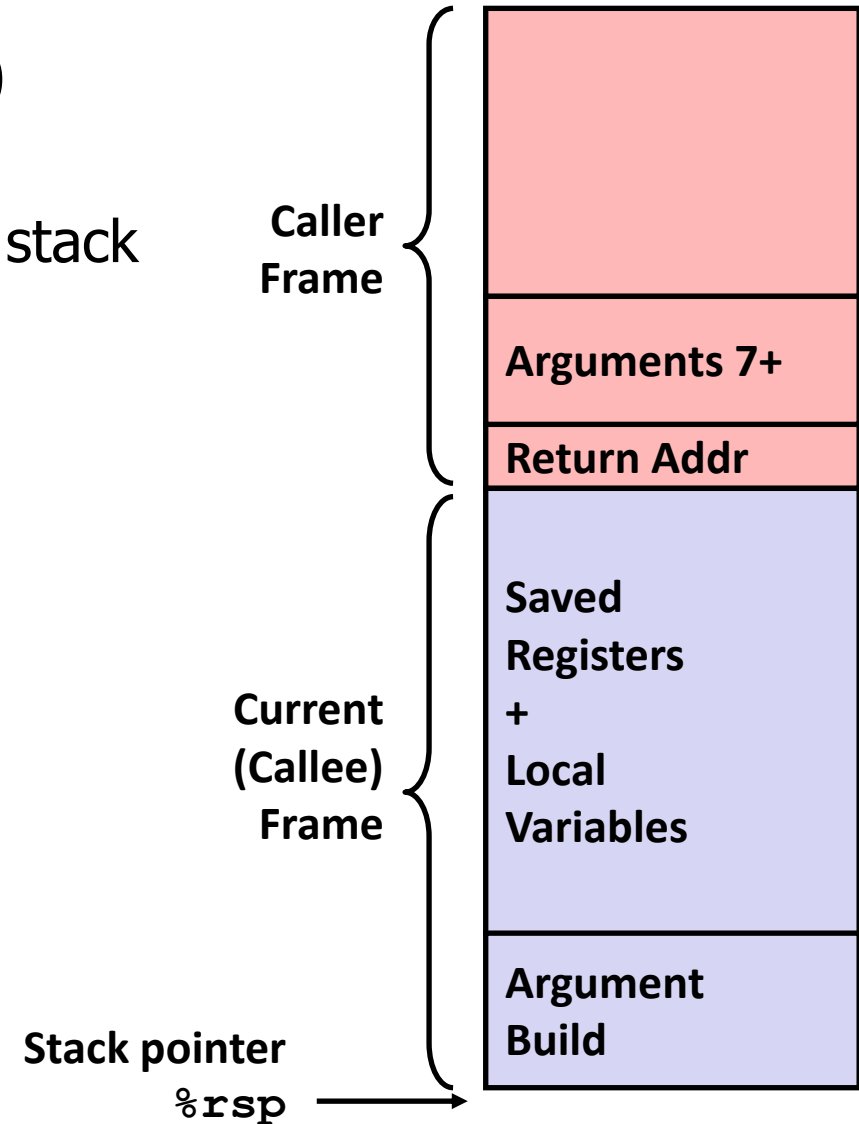 )
stack
Caller
Frame
Arguments 7+
Return Addr
Current
(Callee)
Frame
Saved
Registers
+
Local
Variables
Argument
Build
Stack pointer
%rsp